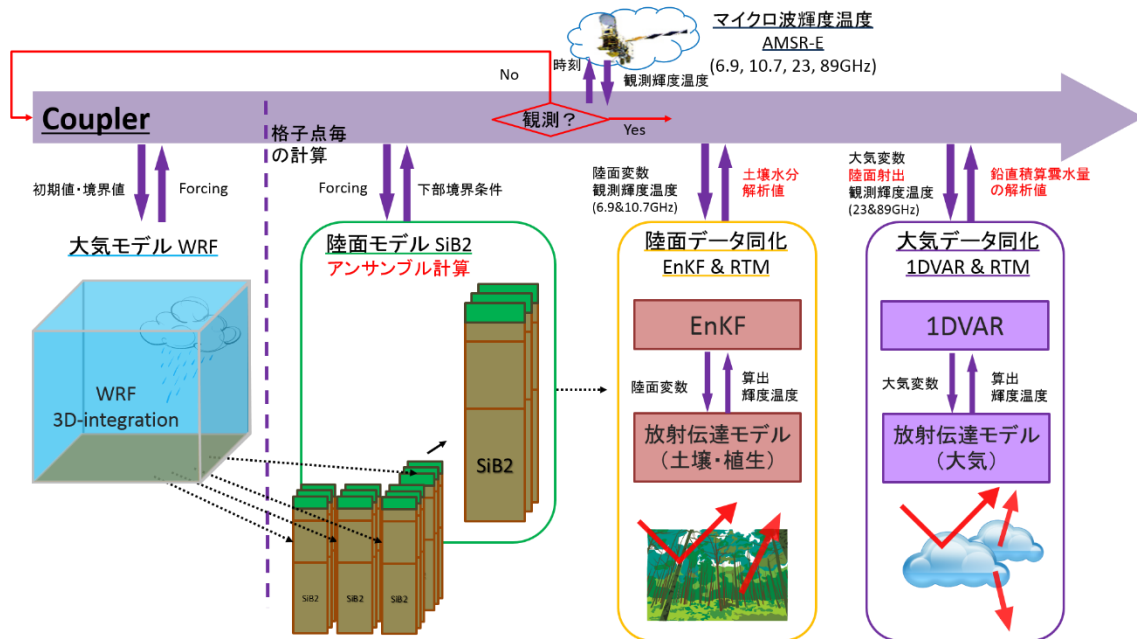 マイクロ波輝度温度
AMSR-E
(6.9, 10.7, 23, 89GHz)
No
時刻
観測輝度温度
Coupler
観測？
Yes
格子点毎
の計算
初期値・境界値
Forcing
Forcing
下部境界条件
陸面変数
観測輝度温度
(6.9&10.7GHz)
土壌水分
解析値
大気変数
陸面射出
観測輝度温度
(23&89GHz)
鉛直積算雲水量
の解析値
大気モデル WRF
WRF
3D-integration
陸面モデル SiB2
アンサンブル計算
SiB2
SiB2
SiB2
SiB2
陸面データ同化
EnKF & RTM
EnKF
陸面変数
算出
輝度温度
放射伝達モデル
（土壌・植生）
大気データ同化
1DVAR & RTM
1DVAR
大気変数
算出
輝度温度
放射伝達モデル
（大気）